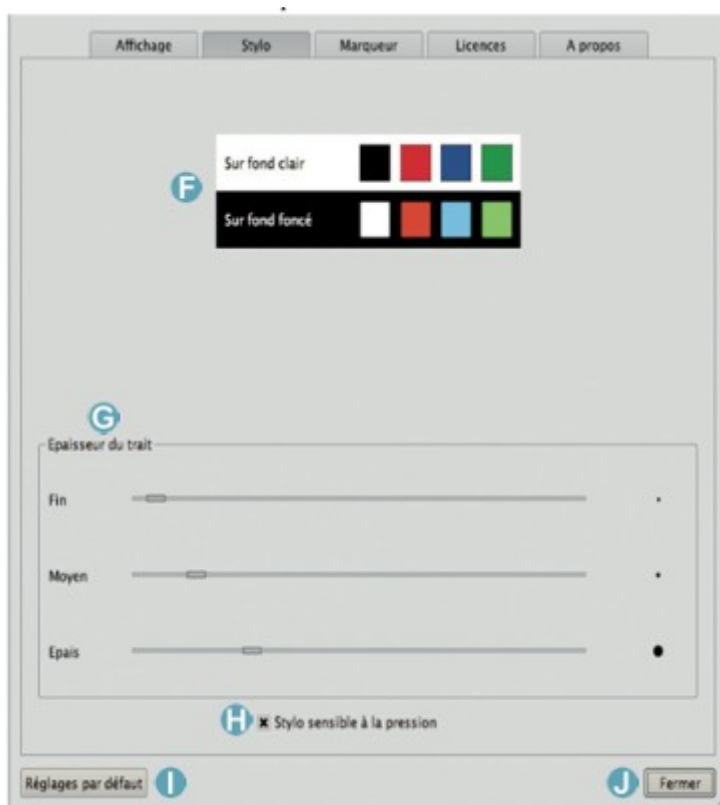 Affichage Stylo Marqueur Licences A propos
Sur fond clair
F
Sur fond foncé
G
Epaisseur du trait
Fin
Moyen
Epais
H Stylo sensible à la pression
Réglages par défaut I J Fermer